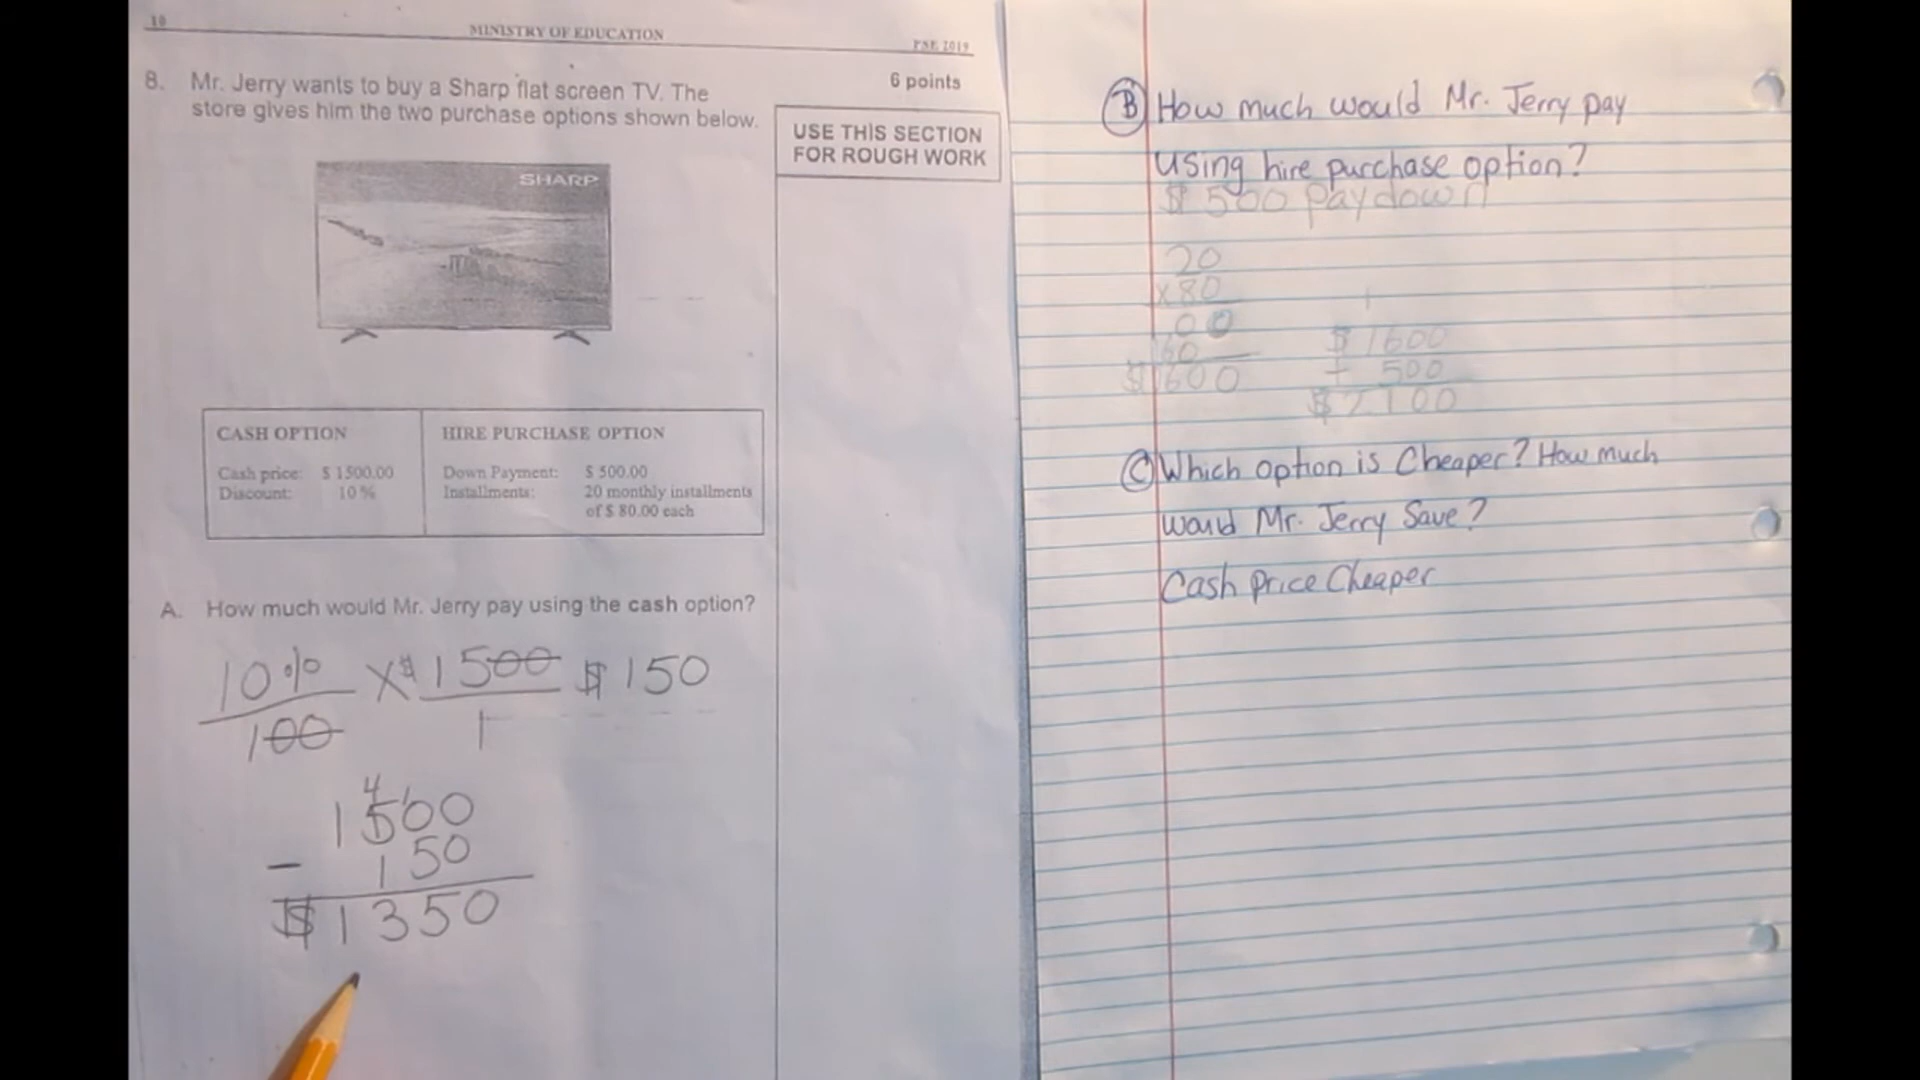 10
MINISTRY OF EDUCATION
PSE 2019
8. Mr. Jerry wants to buy a Sharp flat screen TV. The
store gives him the two purchase options shown below.
6 points
USE THIS SECTION
FOR ROUGH WORK
SHARP
CASH OPTION
Cash price: $ 1500.00
Discount: 10 %
HIRE PURCHASE OPTION
Down Payment: $ 500.00
Installments: 20 monthly installments
of $ 80.00 each
A. How much would Mr. Jerry pay using the cash option?
10% X $1500 $150
100 1
4 1
1500
- 150
$1350
B How much would Mr. Jerry pay
using hire purchase option?
$500 paydown
20
x80
00
160
$1600
1
$1600
+ 500
$2100
C Which option is Cheaper? How much
would Mr. Jerry Save?
Cash price Cheaper